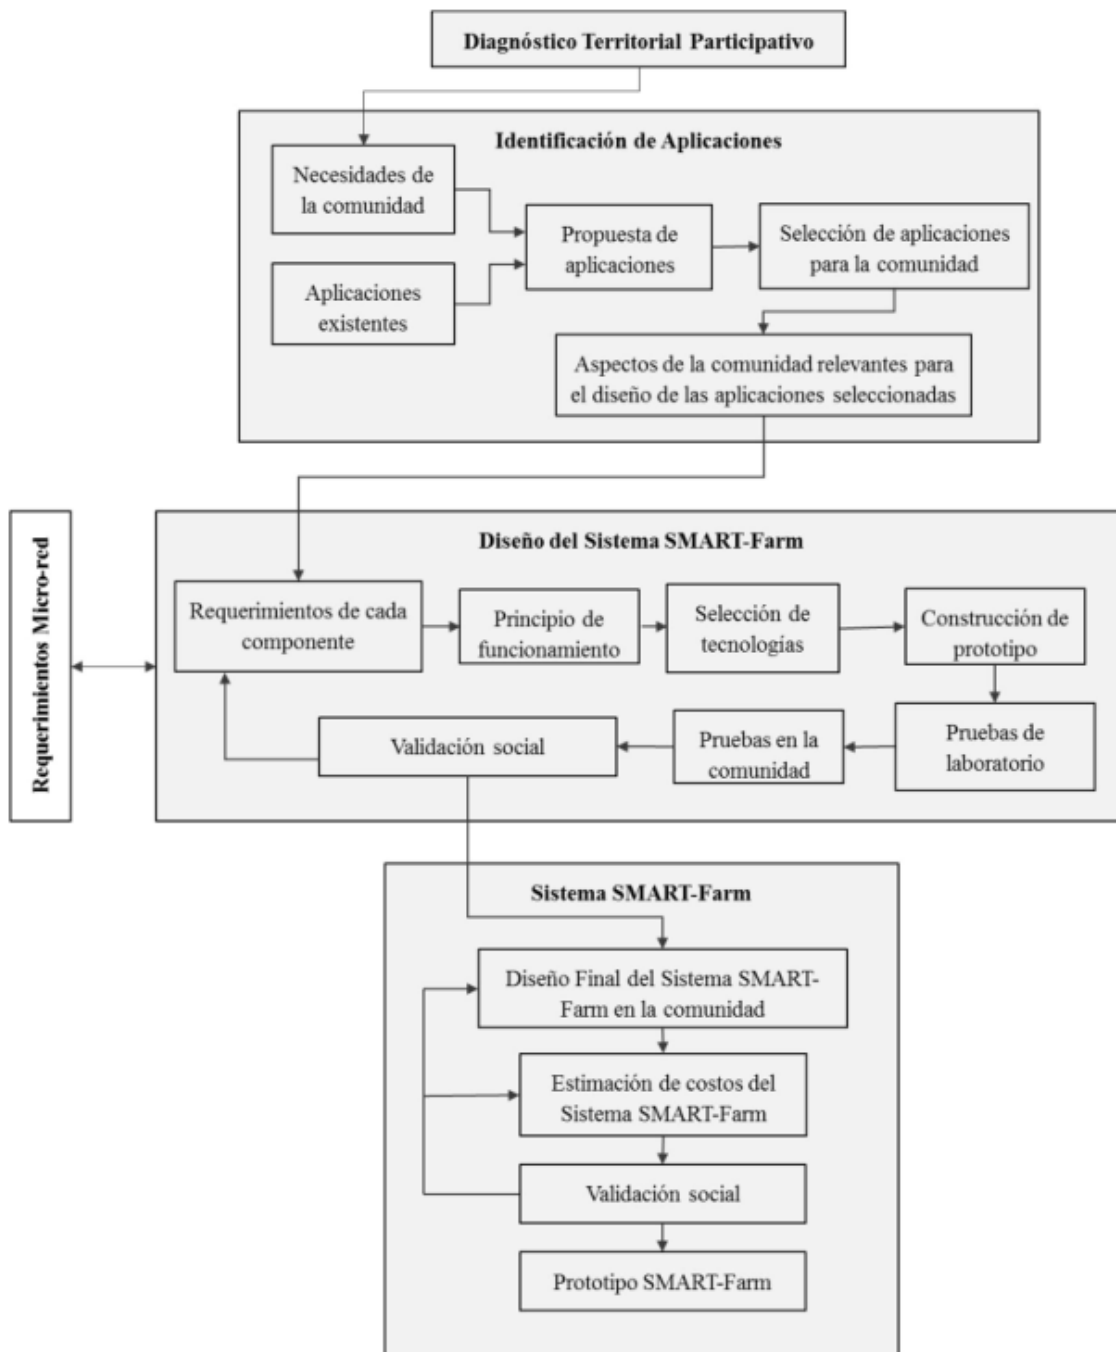 Diagnóstico Territorial Participativo
Identificación de Aplicaciones
Necesidades de
la comunidad
Aplicaciones
existentes
Propuesta de
aplicaciones
Selección de aplicaciones
para la comunidad
Aspectos de la comunidad relevantes para
el diseño de las aplicaciones seleccionadas
Requerimientos Micro-red
Diseño del Sistema SMART-Farm
Requerimientos de cada
componente
Principio de
funcionamiento
Selección de
tecnologías
Construcción de
prototipo
Pruebas de
laboratorio
Pruebas en la
comunidad
Validación social
Sistema SMART-Farm
Diseño Final del Sistema SMART-
Farm en la comunidad
Estimación de costos del
Sistema SMART-Farm
Validación social
Prototipo SMART-Farm